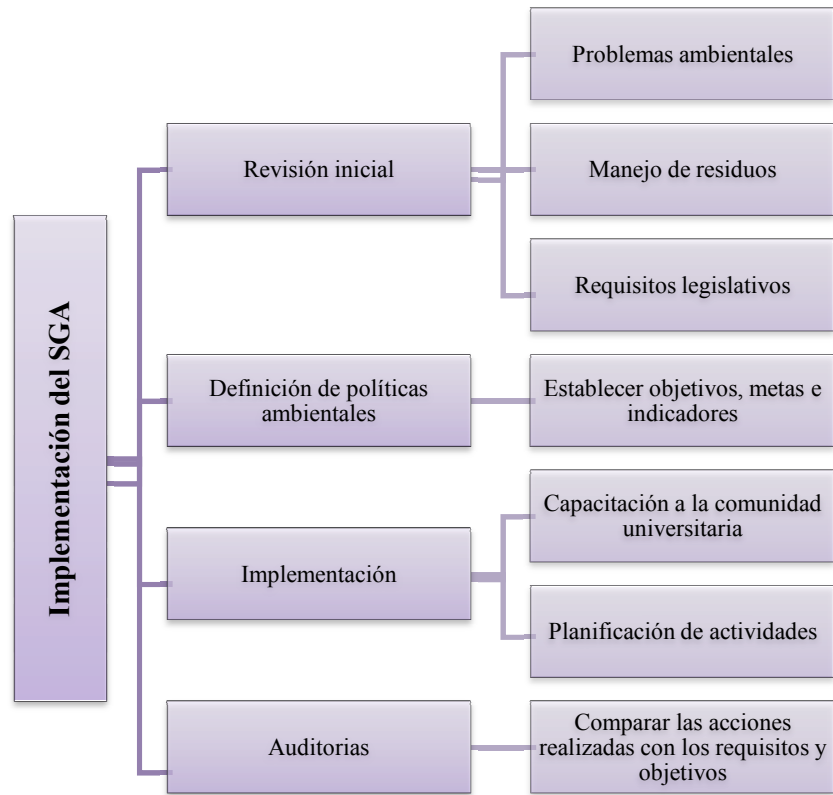 Implementación del SGA
Revisión inicial
Problemas ambientales
Manejo de residuos
Requisitos legislativos
Definición de políticas
ambientales
Establecer objetivos, metas e
indicadores
Implementación
Capacitación a la comunidad
universitaria
Planificación de actividades
Auditorias
Comparar las acciones
realizadas con los requisitos y
objetivos